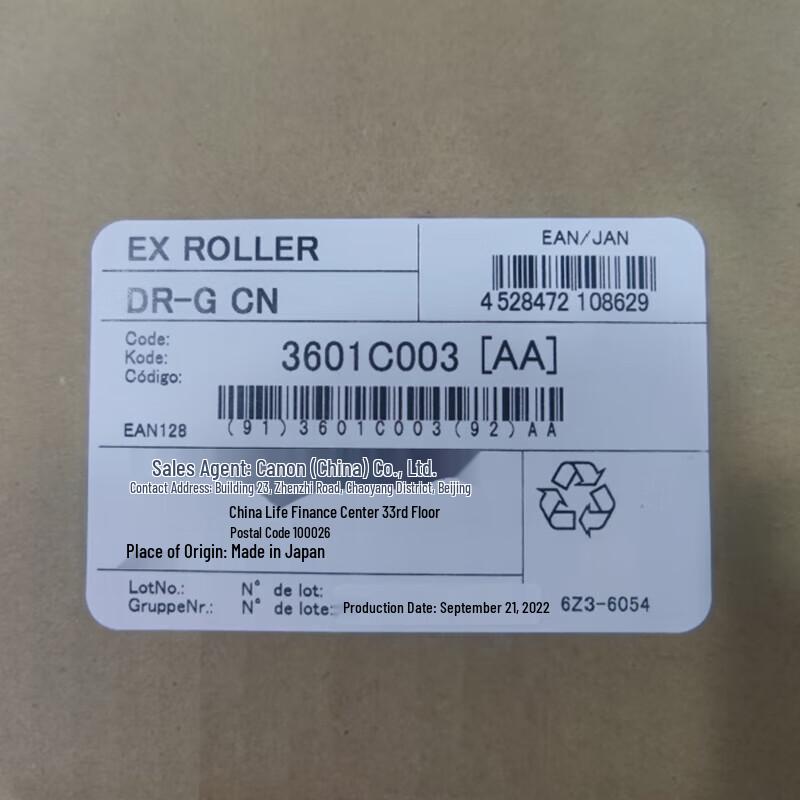 EX ROLLER
DR-G CN
EAN/JAN
4 528472 108629
Code:
Kode:
Código:
3601C003 [AA]
EAN128
(91)3601C003(92)AA
Sales Agent: Canon (China) Co., Ltd.
Contact Address: Building 23, Zhenzhi Road, Chaoyang District, Beijing
China Life Finance Center 33rd Floor
Postal Code 100026
Place of Origin: Made in Japan
LotNo.: N° de lot:
GruppeNr.: N° de lote: Production Date: September 21, 2022
6Z3-6054